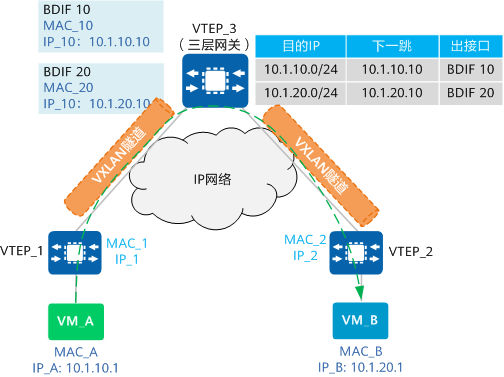 BDIF 10
MAC_10
IP_10：10.1.10.10
BDIF 20
MAC_20
IP_10：10.1.20.10
VTEP_3
（三层网关）
目的IP 下一跳 出接口
10.1.10.0/24 10.1.10.10 BDIF 10
10.1.20.0/24 10.1.20.10 BDIF 20
VXLAN隧道
VXLAN隧道
IP网络
VTEP_1
MAC_1
IP_1
MAC_2
IP_2
VTEP_2
VM_A
VM_B
MAC_A
IP_A: 10.1.10.1
MAC_B
IP_B: 10.1.20.1